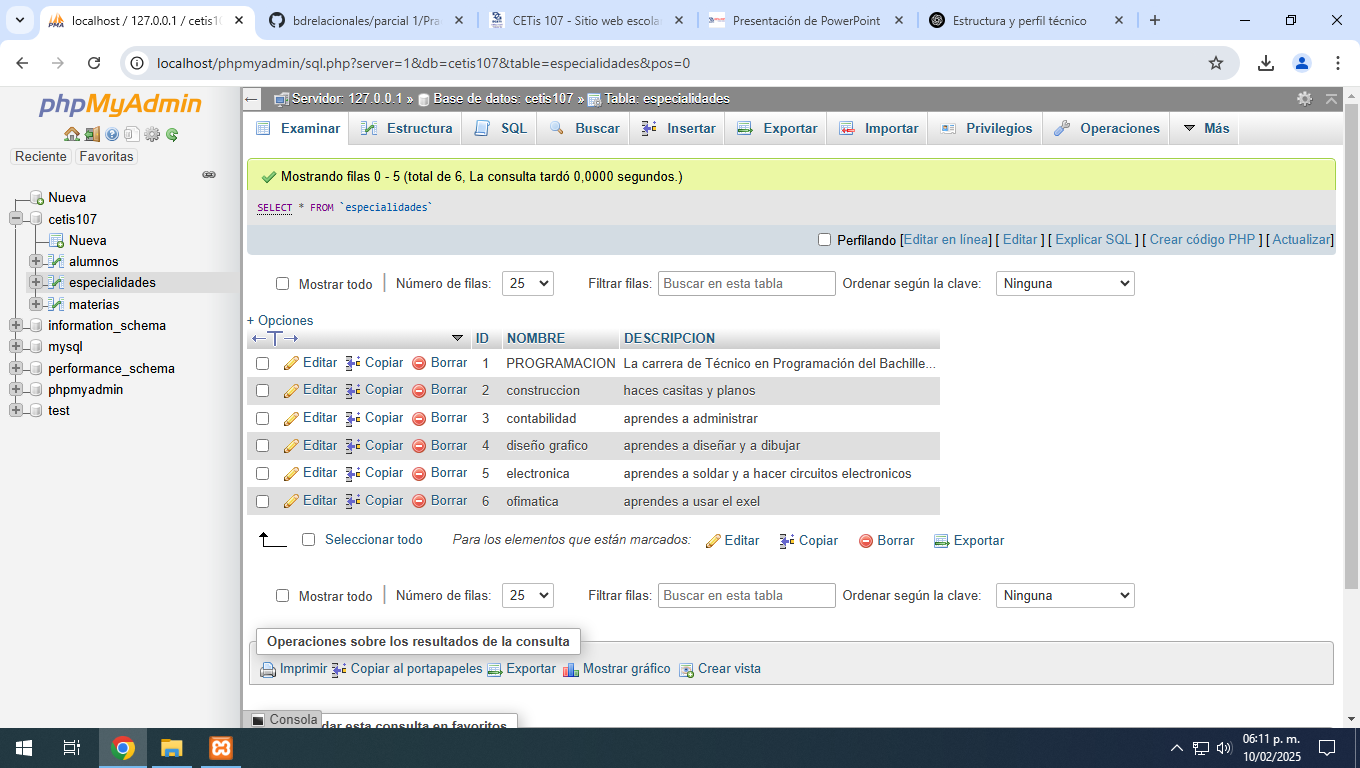 localhost / 127.0.0.1 / cetis10
bdrelacionales/parcial 1/Pra
CETis 107 - Sitio web escola
Presentación de PowerPoint
Estructura y perfil técnico
localhost/phpmyadmin/sql.php?server=1&db=cetis107&table=especialidades&pos=0
phpMyAdmin
Reciente Favoritas
Nueva
cetis107
Nueva
alumnos
especialidades
materias
information_schema
mysql
performance_schema
phpmyadmin
test
Servidor: 127.0.0.1 » Base de datos: cetis107 » Tabla: especialidades
Examinar Estructura SQL Buscar Insertar Exportar Importar Privilegios Operaciones Más
Mostrando filas 0 - 5 (total de 6, La consulta tardó 0,0000 segundos.)
SELECT * FROM `especialidades`
Perfilando [Editar en línea] [ Editar ] [ Explicar SQL ] [ Crear código PHP ] [ Actualizar]
Mostrar todo | Número de filas: 25 Filtrar filas: Buscar en esta tabla Ordenar según la clave: Ninguna
+ Opciones
←T→ ID NOMBRE DESCRIPCION
Editar Copiar Borrar 1 PROGRAMACION La carrera de Técnico en Programación del Bachille...
Editar Copiar Borrar 2 construccion haces casitas y planos
Editar Copiar Borrar 3 contabilidad aprendes a administrar
Editar Copiar Borrar 4 diseño grafico aprendes a diseñar y a dibujar
Editar Copiar Borrar 5 electronica aprendes a soldar y a hacer circuitos electronicos
Editar Copiar Borrar 6 ofimatica aprendes a usar el exel
Seleccionar todo Para los elementos que están marcados: Editar Copiar Borrar Exportar
Mostrar todo | Número de filas: 25 Filtrar filas: Buscar en esta tabla Ordenar según la clave: Ninguna
Operaciones sobre los resultados de la consulta
Imprimir Copiar al portapapeles Exportar Mostrar gráfico Crear vista
Consola
dar esta consulta en favoritos
06:11 p. m.
10/02/2025